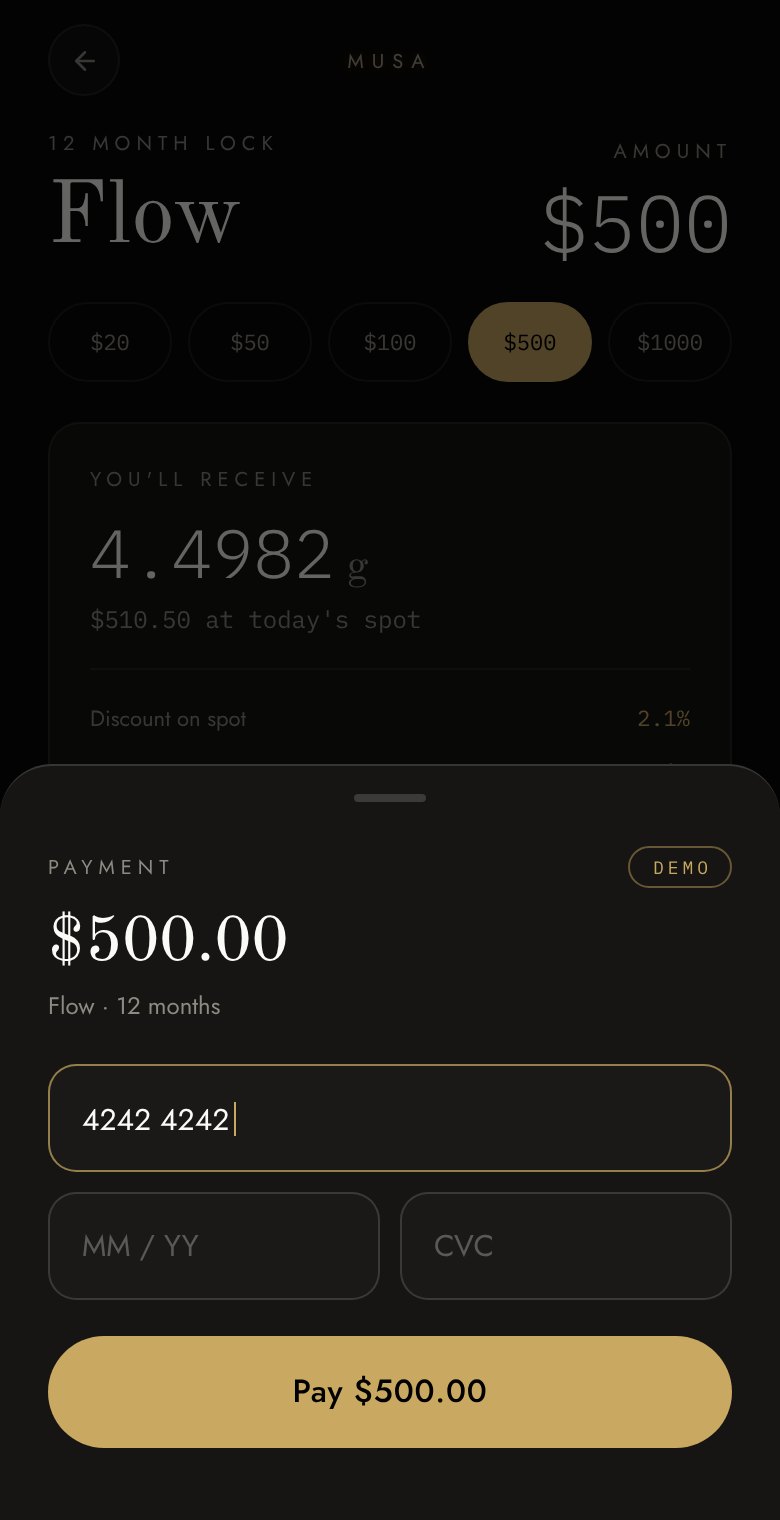 MUSA
12 MONTH LOCK
Flow
AMOUNT
$500
$20 $50 $100 $500 $1000
YOU'LL RECEIVE
4.4982 g
$510.50 at today's spot
Discount on spot 2.1%
PAYMENT
DEMO
$500.00
Flow · 12 months
4242 4242
MM / YY CVC
Pay $500.00